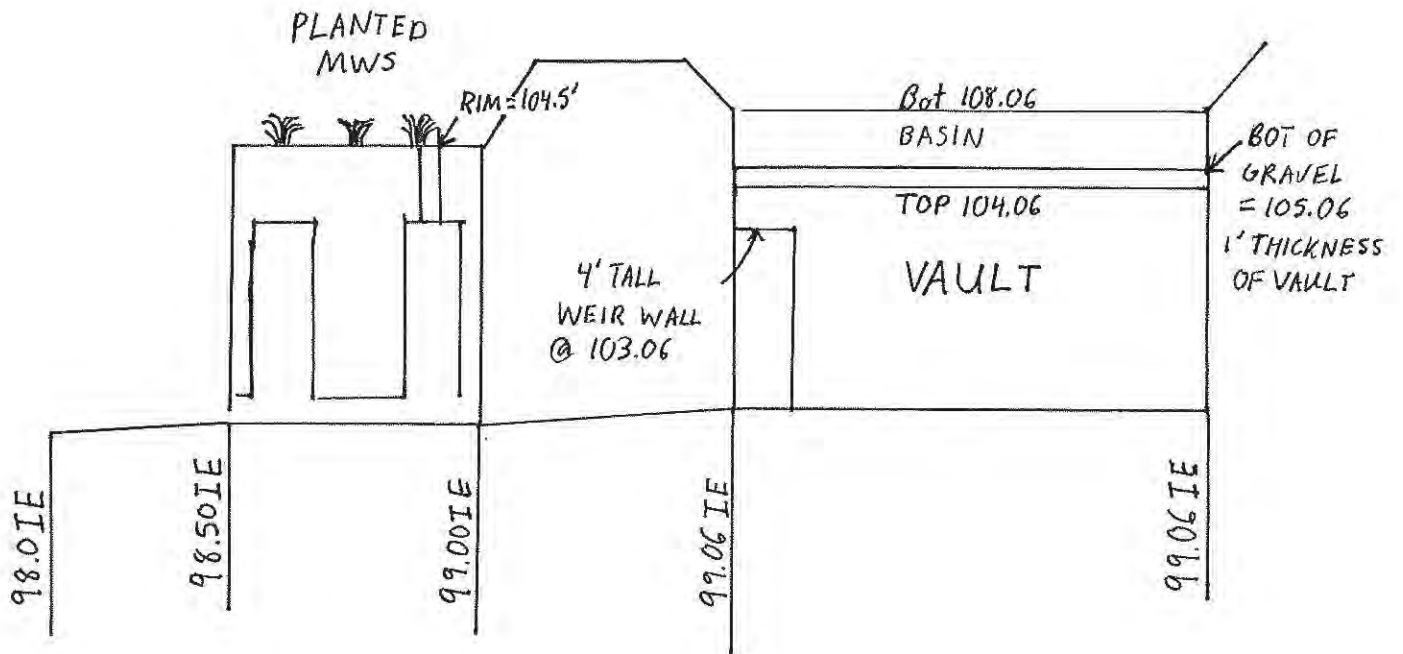 PLANTED
MWS
RIM=104.5'
Bot 108.06
BASIN
BOT OF
GRAVEL
= 105.06
1' THICKNESS
OF VAULT
TOP 104.06
VAULT
4' TALL
WEIR WALL
@ 103.06
98.0IE
98.50IE
99.00IE
99.06 IE
99.06 IE